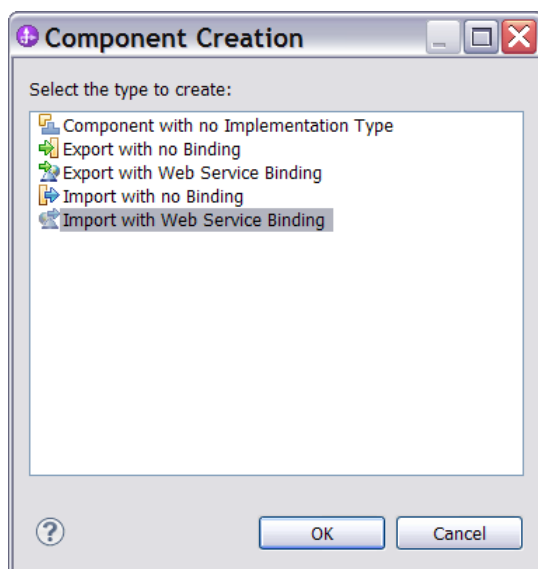 Component Creation
Select the type to create:
Component with no Implementation Type
Export with no Binding
Export with Web Service Binding
Import with no Binding
Import with Web Service Binding
?
OK
Cancel